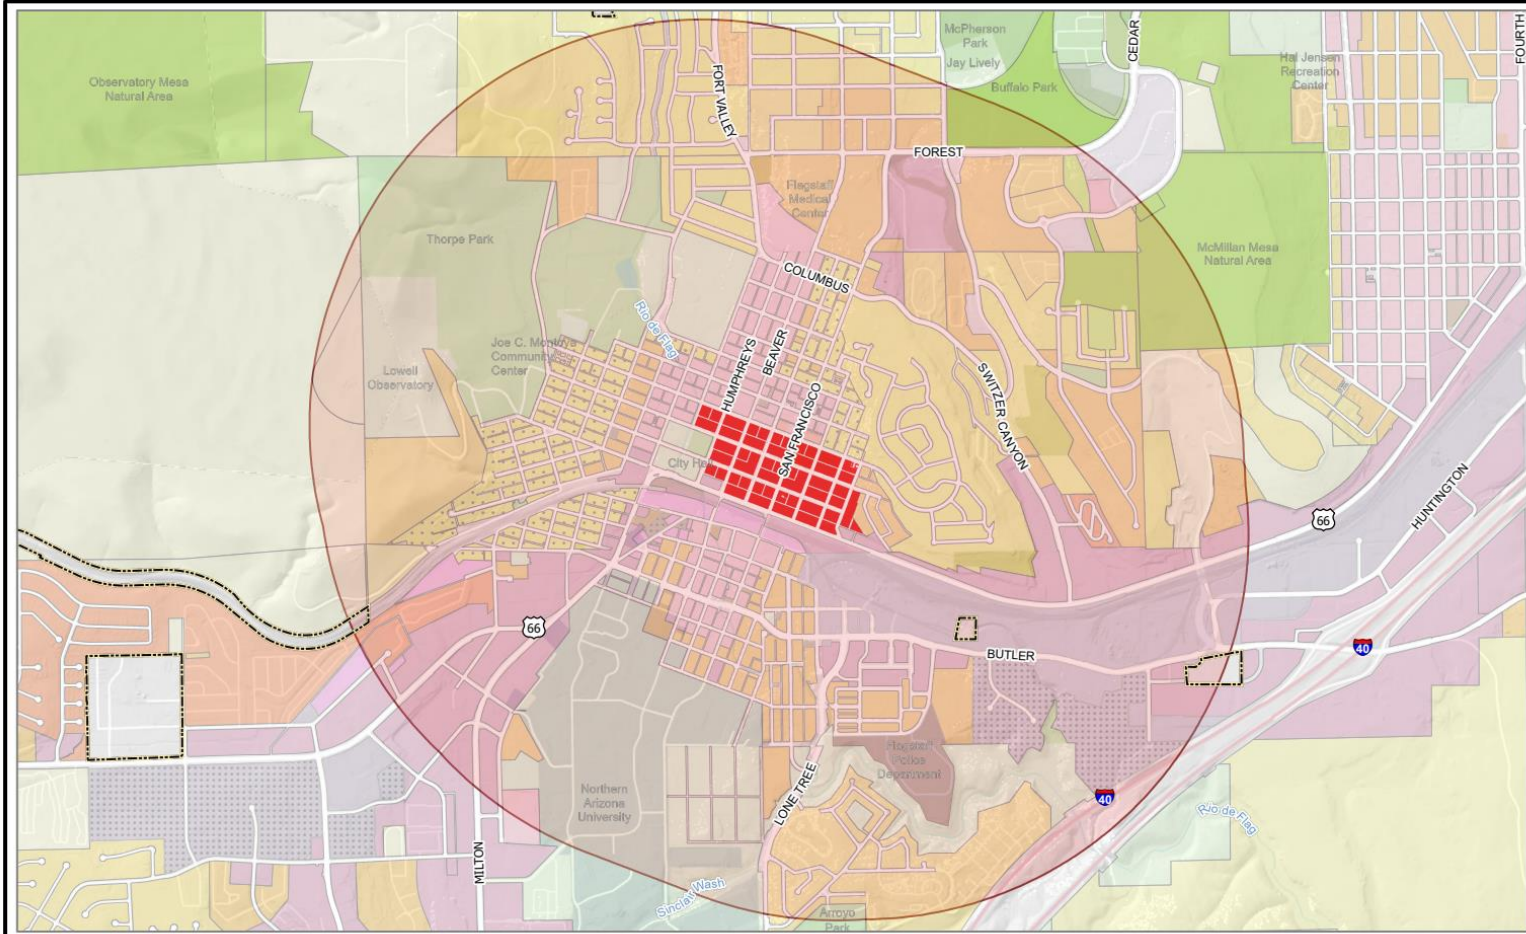 McPherson
Park
Jay Lively
Buffalo Park
CEDAR
FOURTH
Hal Jensen
Recreation
Center
Observatory Mesa
Natural Area
FORT VALLEY
FOREST
Flagstaff
Medical
Center
Thorpe Park
McMillan Mesa
Natural Area
COLUMBUS
Rio de Flag
Joe C. Montoya
Community
Center
HUMPHREYS
BEAVER
SAN FRANCISCO
SWITZER CANYON
Lowell
Observatory
City Hall
HUNTINGTON
66
66
BUTLER
40
Flagstaff
Police
Department
Northern
Arizona
University
LONE TREE
40
Rio de Flag
MILTON
Sinclair Wash
Arroyo
Park